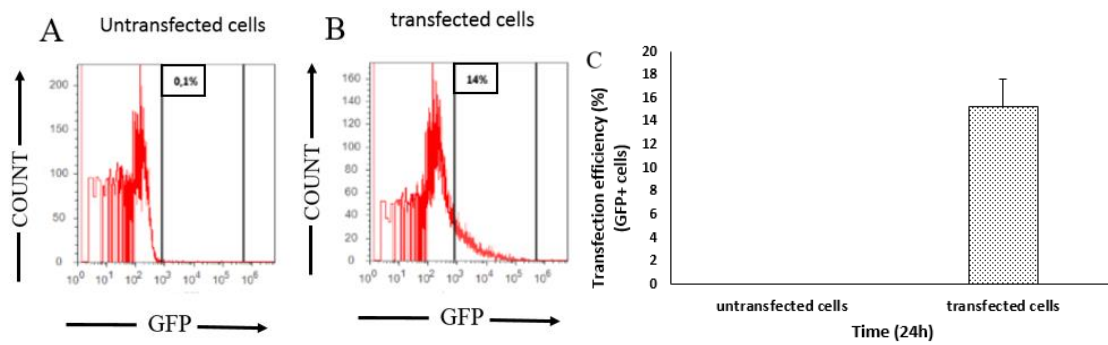 A
Untransfected cells
0,1%
COUNT
200
150
100
50
0
10⁰ 10¹ 10² 10³ 10⁴ 10⁵ 10⁶
GFP
B
transfected cells
14%
COUNT
160
140
120
100
80
60
40
20
0
10⁰ 10¹ 10² 10³ 10⁴ 10⁵ 10⁶
GFP
C
Transfection efficiency (%)
(GFP+ cells)
20
18
16
14
12
10
8
6
4
2
0
untransfected cells transfected cells
Time (24h)